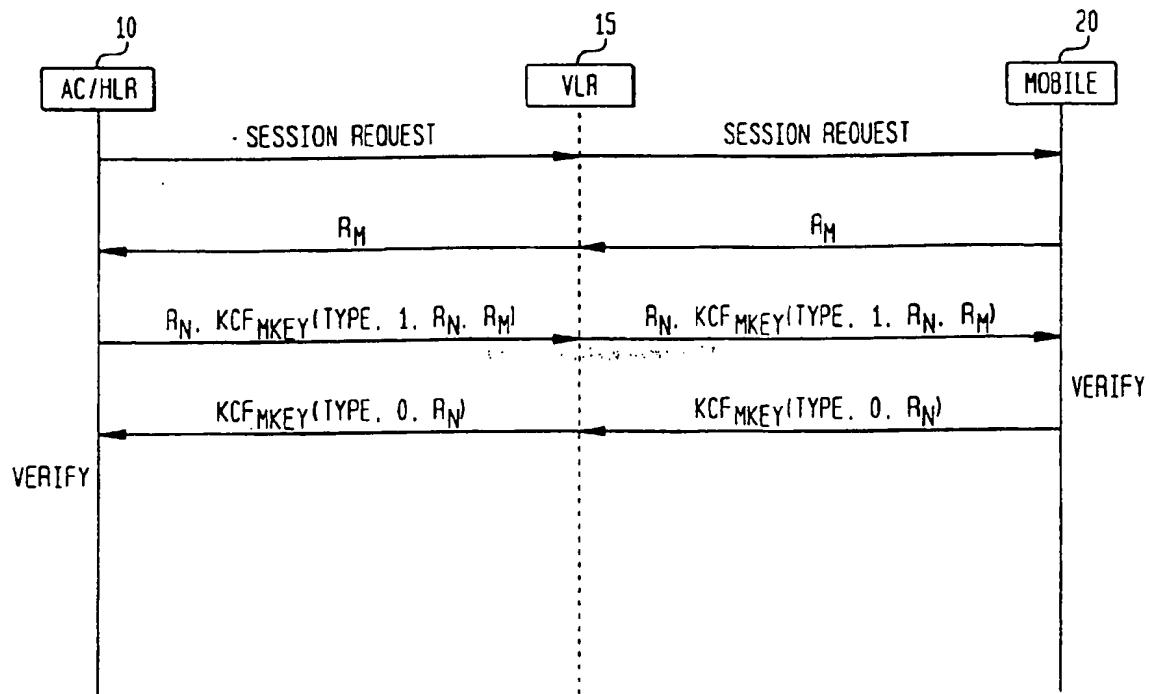 10 15 20
AC/HLR VLR MOBILE
SESSION REQUEST SESSION REQUEST
RM RM
RN, KCFMKEY(TYPE, 1, RN, RM) RN, KCFMKEY(TYPE, 1, RN, RM)
VERIFY
KCFMKEY(TYPE, 0, RN) KCFMKEY(TYPE, 0, RN)
VERIFY